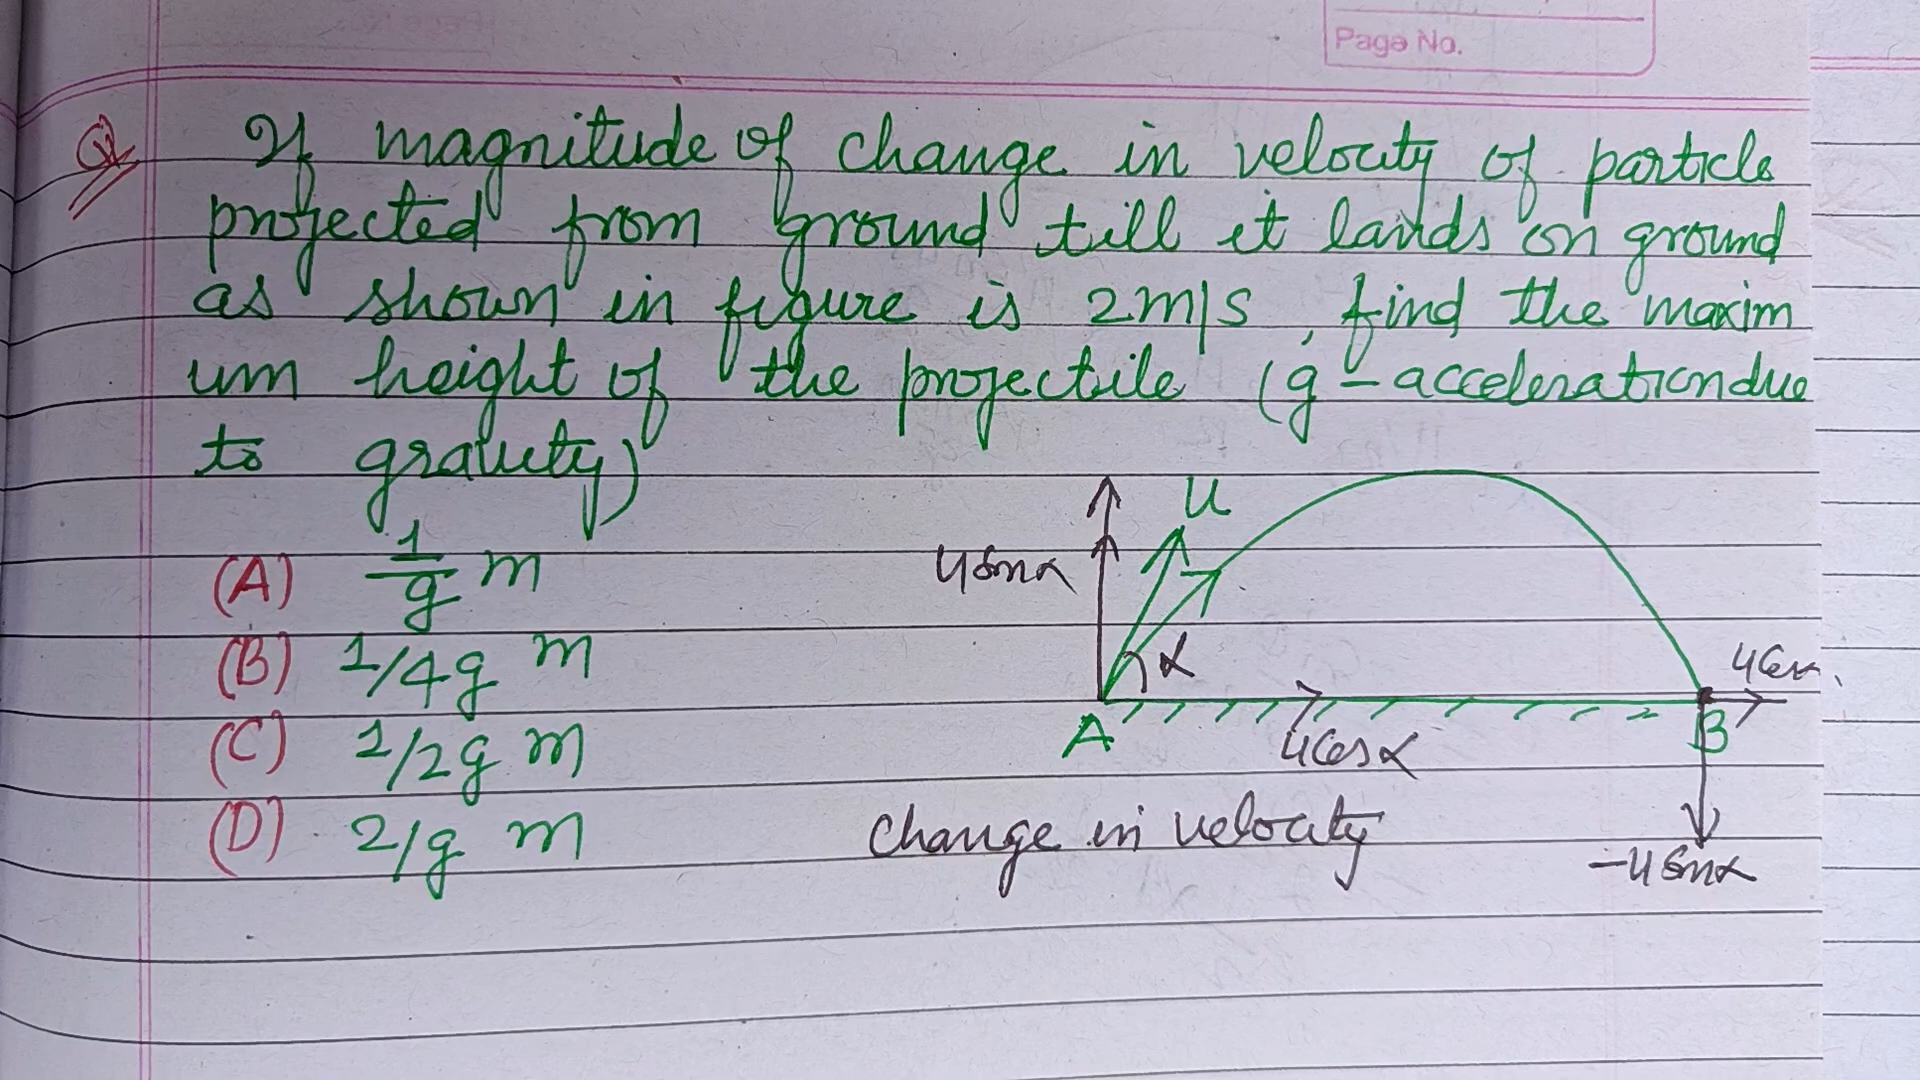 Page No.
Q If magnitude of change in velocity of particle
projected from ground till it lands on ground
as shown in figure is 2m/s, find the maxim
um height of the projectile (g - acceleration due
to gravity)
(A) 1/g m
(B) 1/4g m
(C) 1/2g m
(D) 2/g m
u
usinα
α
A
ucosα
B
-usinα
change in velocity